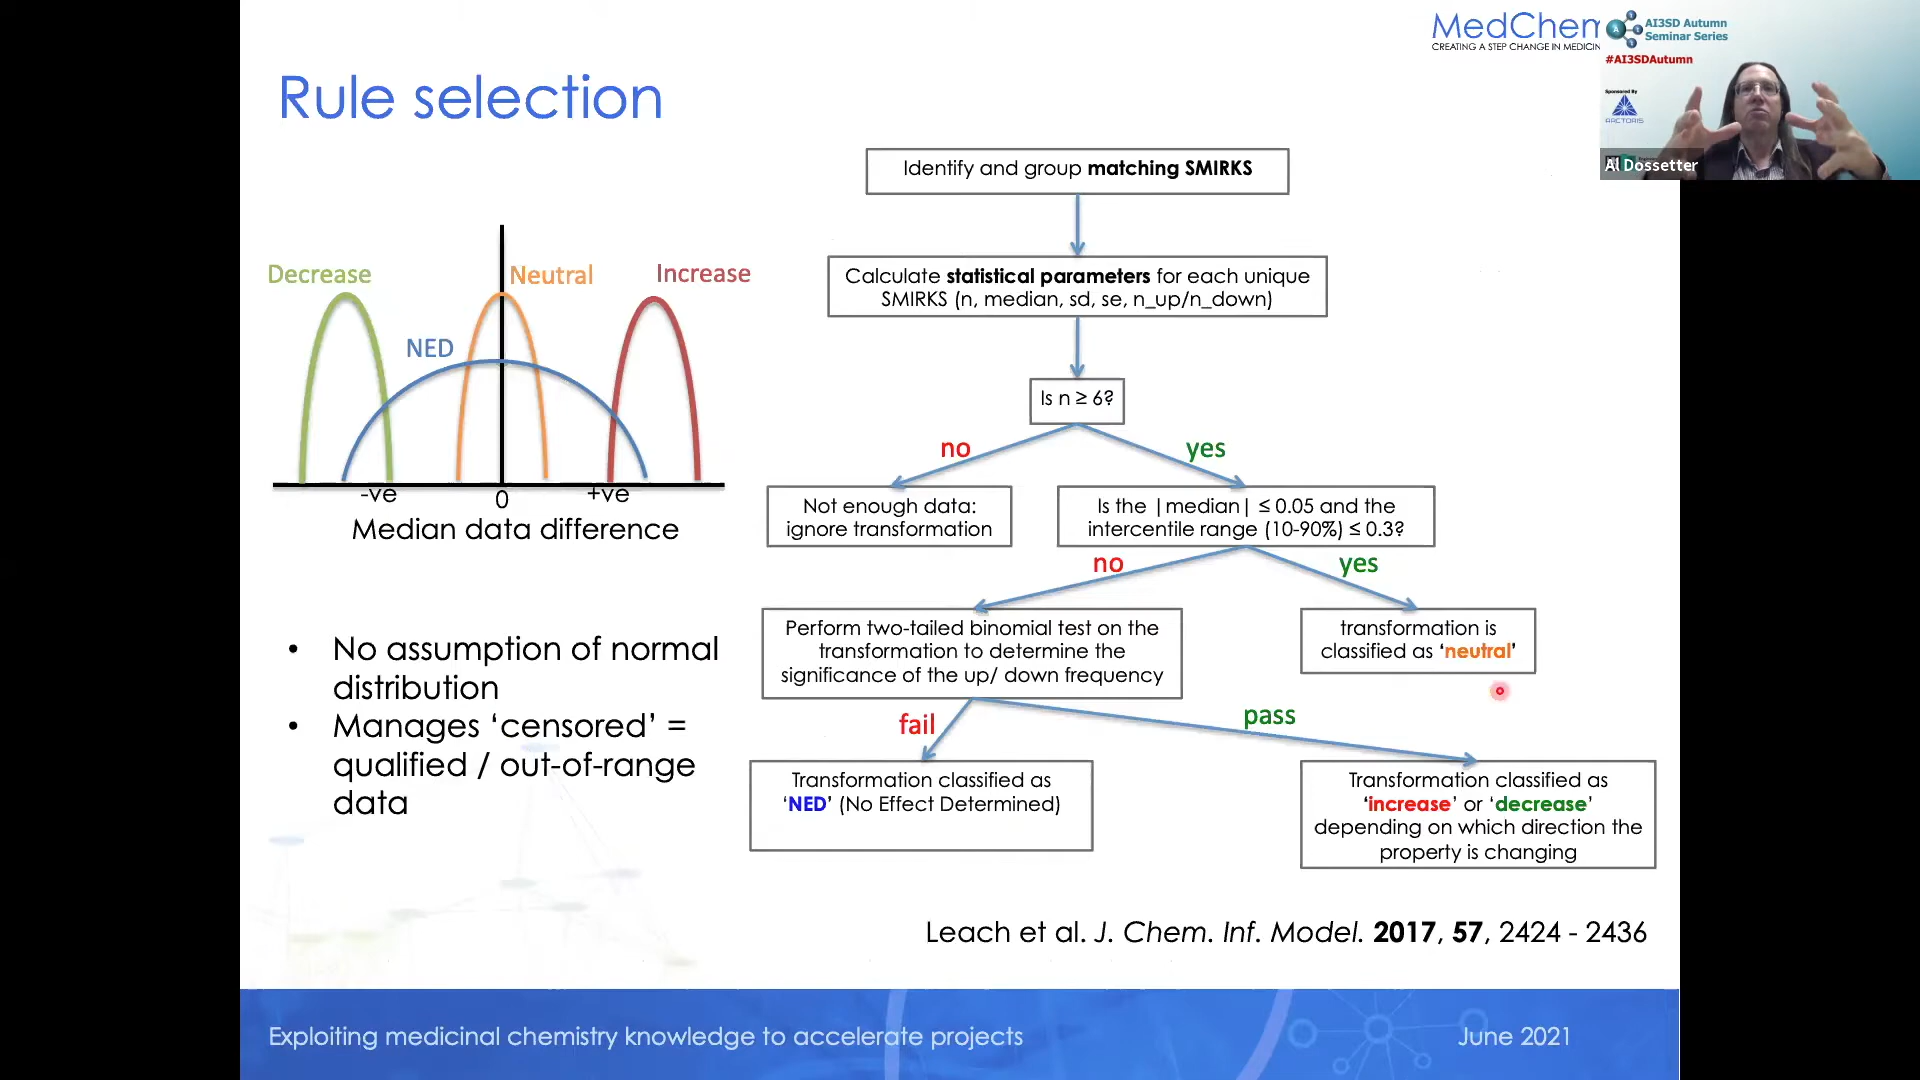 MedChem
CREATING A STEP CHANGE IN MEDICIN
AI3SD Autumn
Seminar Series
#AI3SDAutumn
Sponsored By
ARCTORIS
Al Dossetter
Rule selection
Decrease
Neutral
Increase
NED
-ve
0
+ve
Median data difference
• No assumption of normal
distribution
• Manages ‘censored’ =
qualified / out-of-range
data
Identify and group matching SMIRKS
Calculate statistical parameters for each unique
SMIRKS (n, median, sd, se, n_up/n_down)
Is n ≥ 6?
no
yes
Not enough data:
ignore transformation
Is the |median| ≤ 0.05 and the
intercentile range (10-90%) ≤ 0.3?
no
yes
Perform two-tailed binomial test on the
transformation to determine the
significance of the up/ down frequency
transformation is
classified as ‘neutral’
fail
pass
Transformation classified as
‘NED’ (No Effect Determined)
Transformation classified as
‘increase’ or ‘decrease’
depending on which direction the
property is changing
Leach et al. J. Chem. Inf. Model. 2017, 57, 2424 - 2436
Exploiting medicinal chemistry knowledge to accelerate projects
June 2021